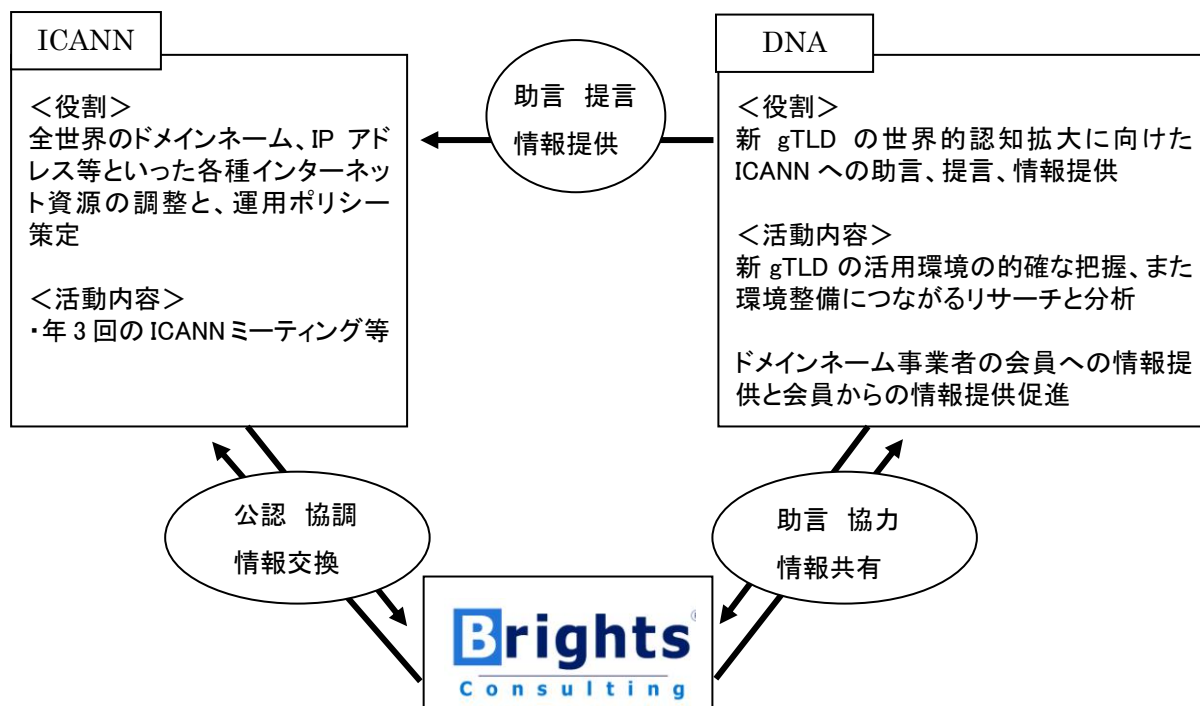 ICANN
<役割>
全世界のドメインネーム、IP アド
レス等といった各種インターネッ
ト資源の調整と、運用ポリシー
策定
<活動内容>
・年 3 回の ICANN ミーティング等
助言 提言
情報提供
DNA
<役割>
新 gTLD の世界的認知拡大に向けた
ICANN への助言、提言、情報提供
<活動内容>
新 gTLD の活用環境の的確な把握、また
環境整備につながるリサーチと分析
ドメインネーム事業者の会員への情報提
供と会員からの情報提供促進
公認 協調
情報交換
助言 協力
情報共有
Brights®
Consulting